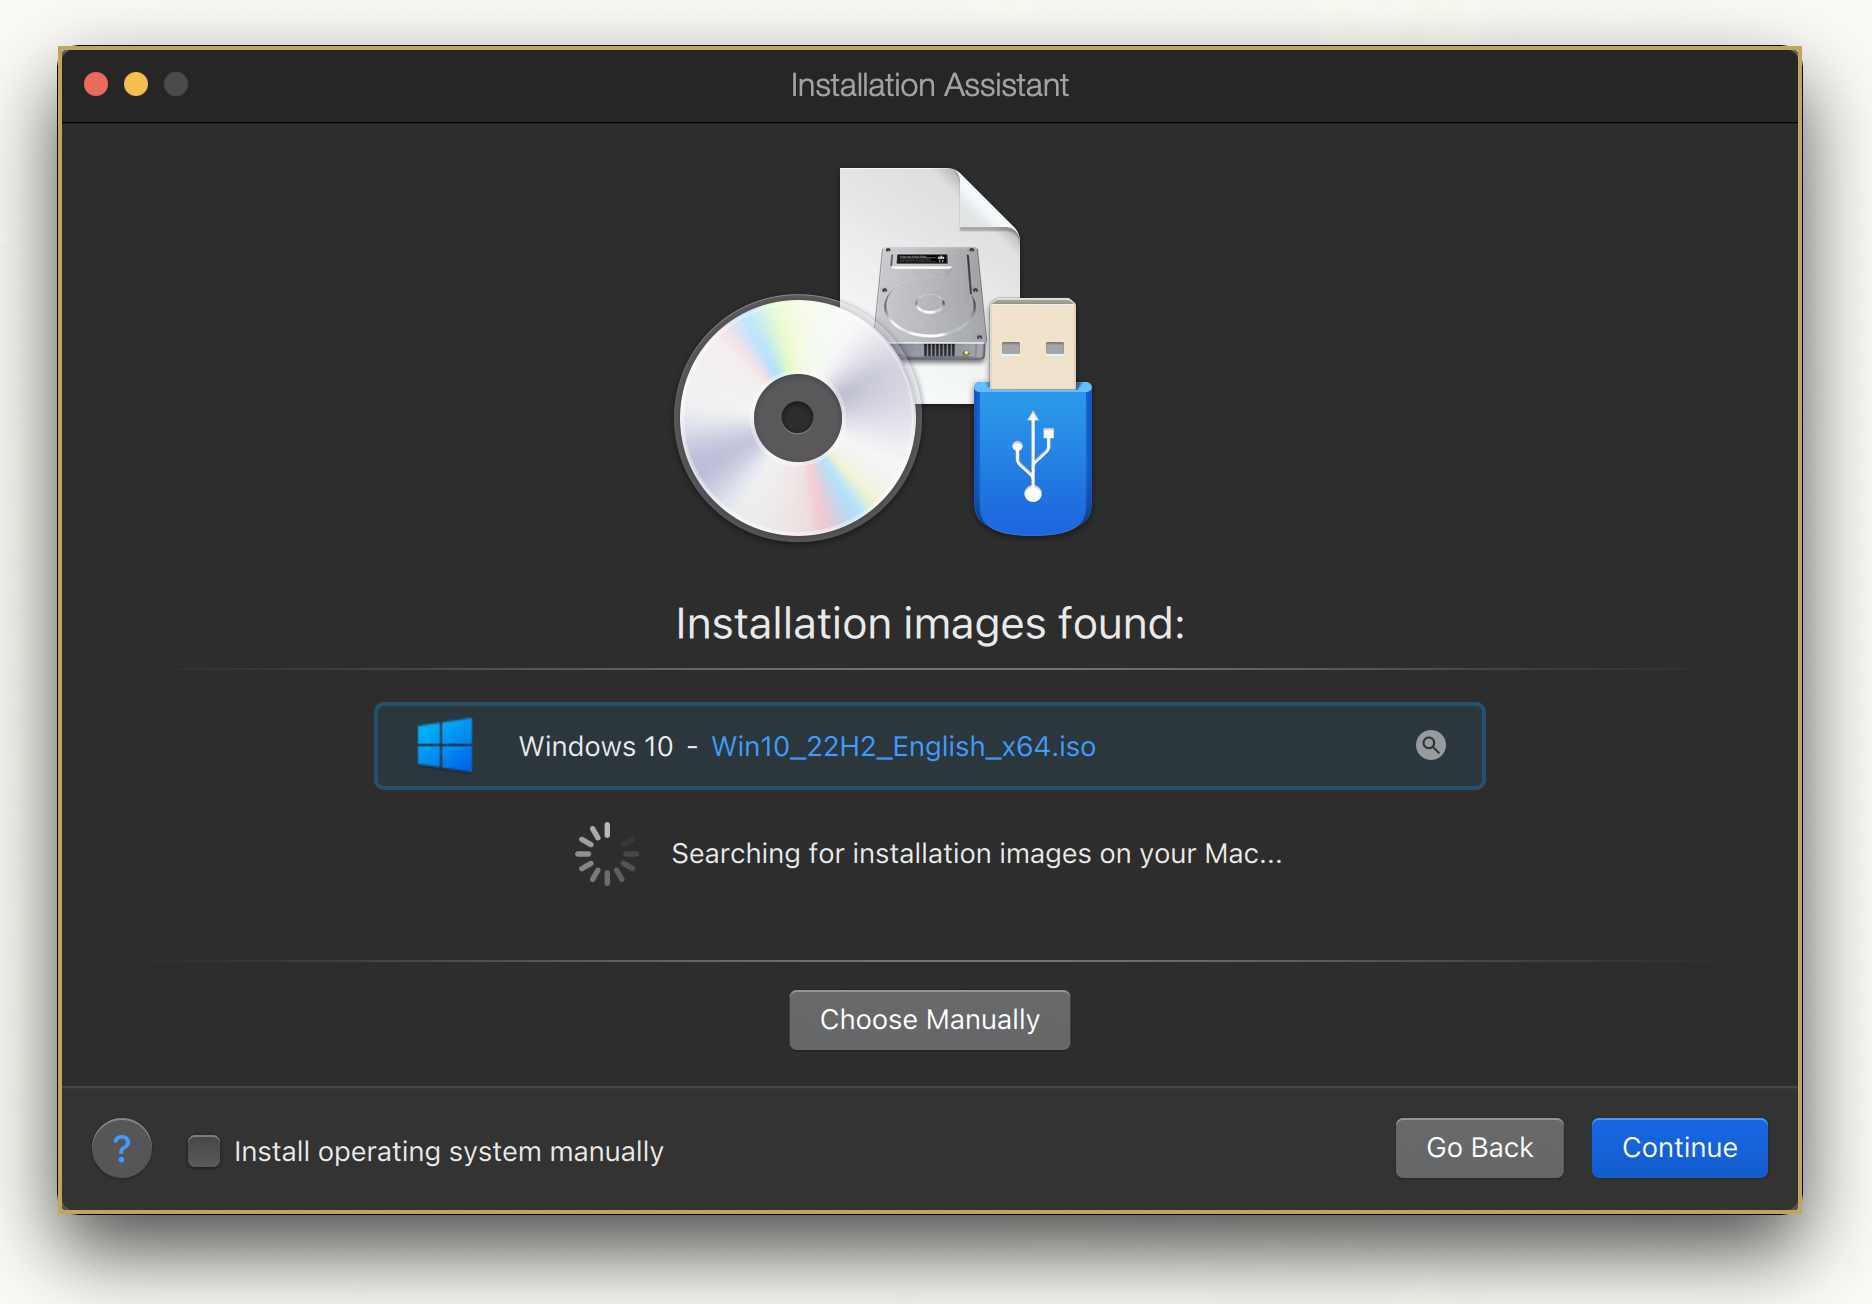 Installation Assistant
Installation images found:
Windows 10 - Win10_22H2_English_x64.iso
Searching for installation images on your Mac...
Choose Manually
?
Install operating system manually
Go Back
Continue